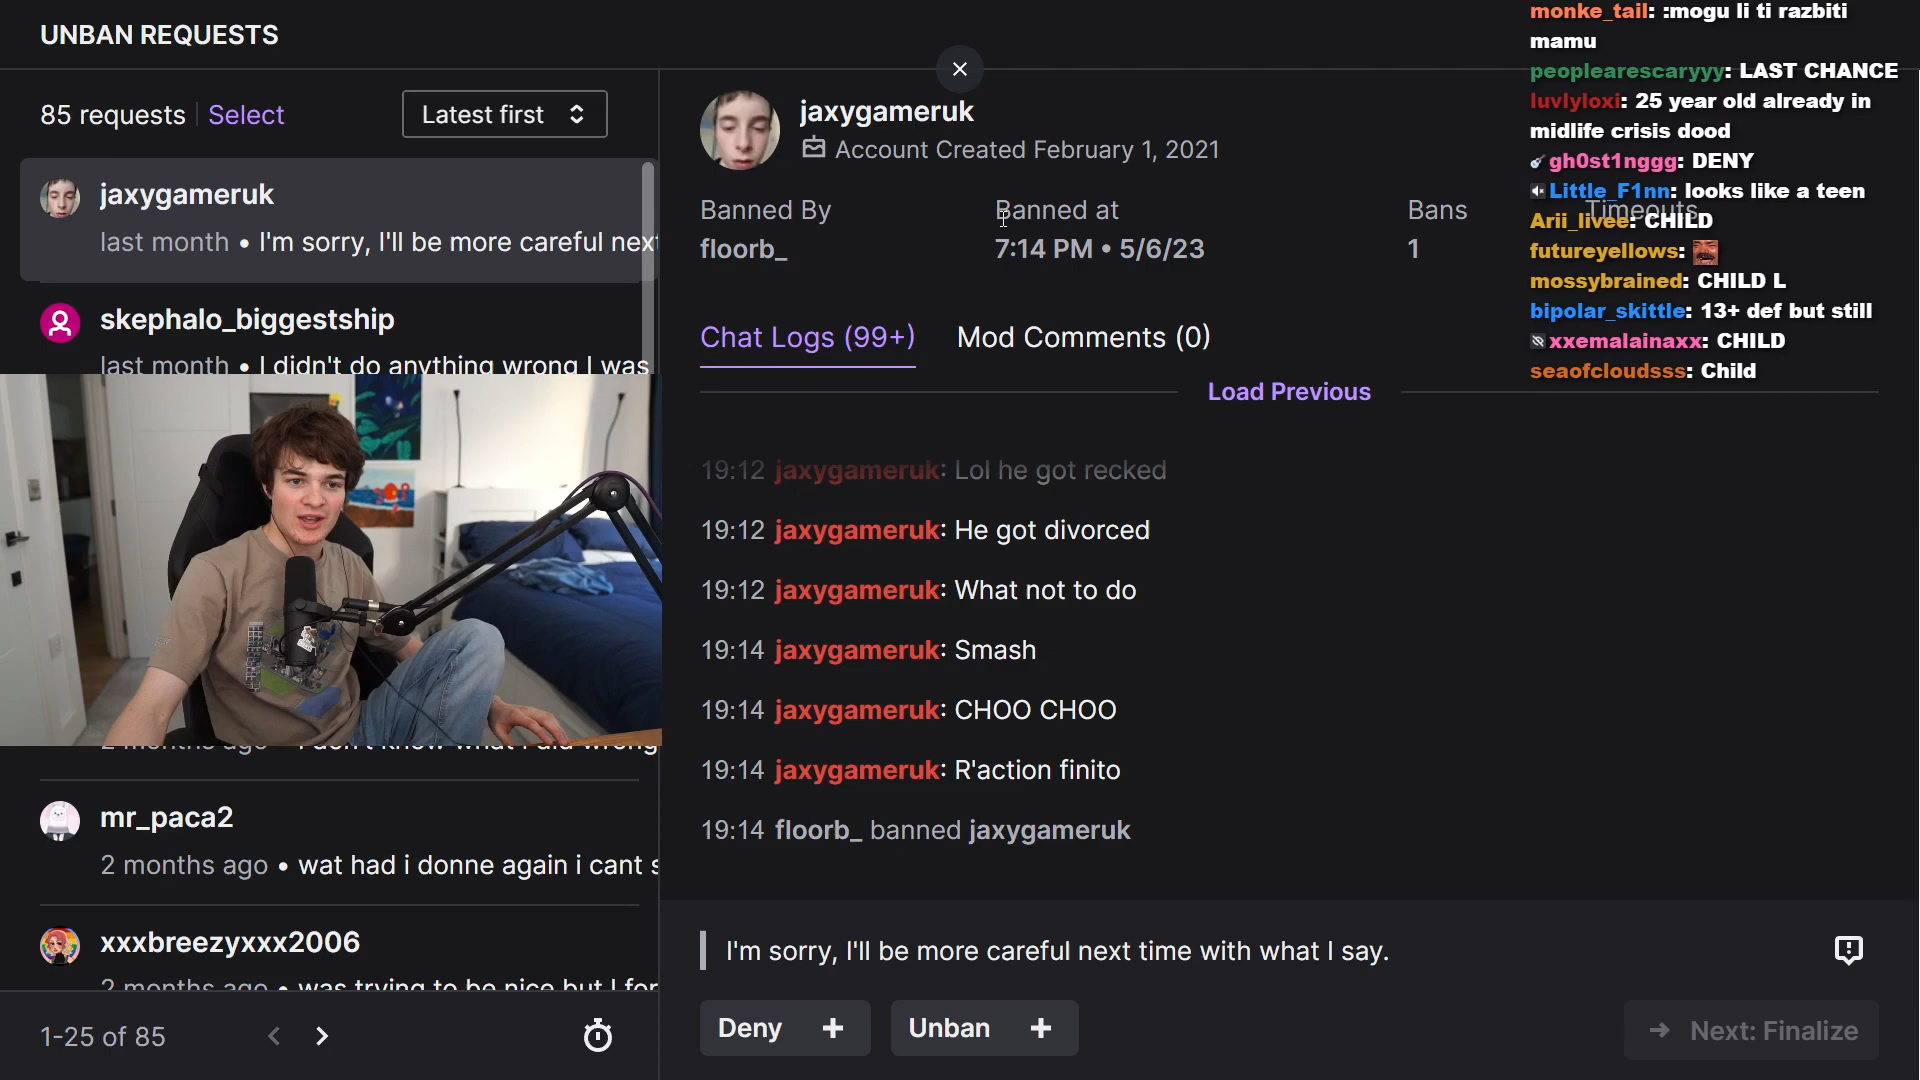 UNBAN REQUESTS
85 requests
Select
Latest first
jaxygameruk
last month • I'm sorry, I'll be more careful next
skephalo_biggestship
last month • I didn't do anything wrong I was
2 months ago • I don't know what I did wrong
mr_paca2
2 months ago • wat had i donne again i cant s
xxxbreezyxxx2006
2 months ago • was trying to be nice but I for
1-25 of 85
jaxygameruk
Account Created February 1, 2021
Banned By
floorb_
Banned at
7:14 PM • 5/6/23
Bans
1
Timeouts
Chat Logs (99+)
Mod Comments (0)
Load Previous
19:12 jaxygameruk: Lol he got recked
19:12 jaxygameruk: He got divorced
19:12 jaxygameruk: What not to do
19:14 jaxygameruk: Smash
19:14 jaxygameruk: CHOO CHOO
19:14 jaxygameruk: R'action finito
19:14 floorb_ banned jaxygameruk
I'm sorry, I'll be more careful next time with what I say.
Deny
Unban
Next: Finalize
monke_tail: :mogu li ti razbiti
mamu
peoplearescaryyy: LAST CHANCE
luvlyloxi: 25 year old already in
midlife crisis dood
gh0st1nggg: DENY
Little_F1nn: looks like a teen
Arii_livee: CHILD
futureyellows:
mossybrained: CHILD L
bipolar_skittle: 13+ def but still
xxemalainaxx: CHILD
seaofcloudsss: Child